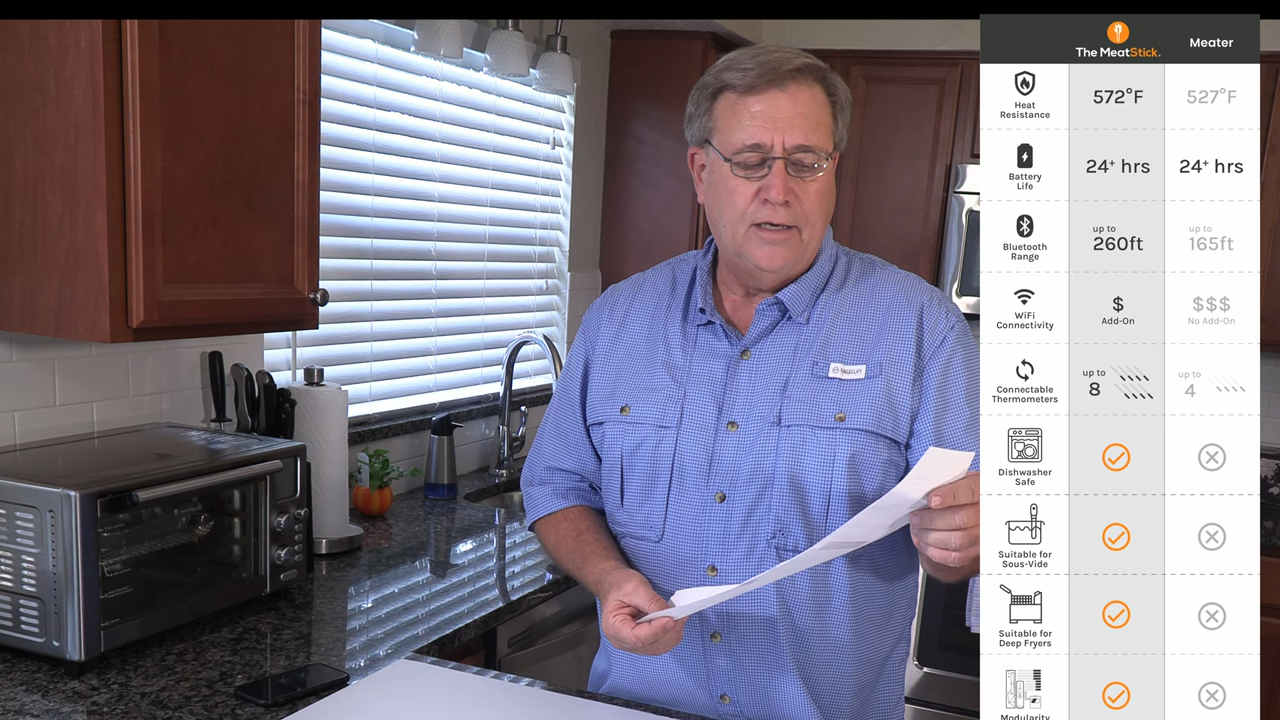 The MeatStick.
Meater
Heat
Resistance
572°F
527°F
Battery
Life
24+ hrs
24+ hrs
Bluetooth
Range
up to
260ft
up to
165ft
WiFi
Connectivity
$
Add-On
$$$
No Add-On
Connectable
Thermometers
up to
8
up to
4
Dishwasher
Safe
Suitable for
Sous-Vide
Suitable for
Deep Fryers
Modularity
MAGELLAN